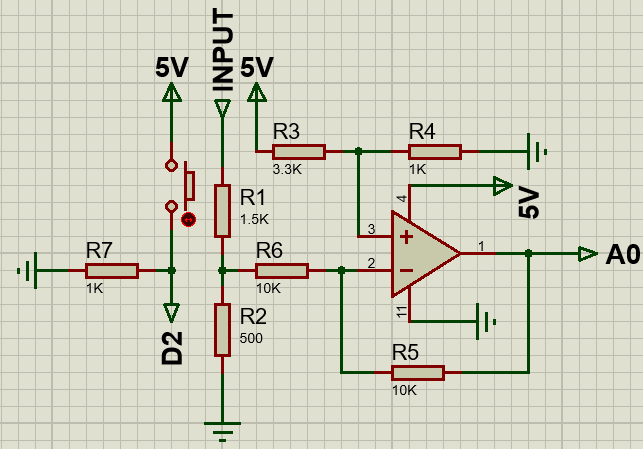 5V
INPUT
5V
R3
3.3K
R4
1K
R1
1.5K
4
5V
3
2
1
A0
R7
1K
R6
10K
11
D2
R2
500
R5
10K